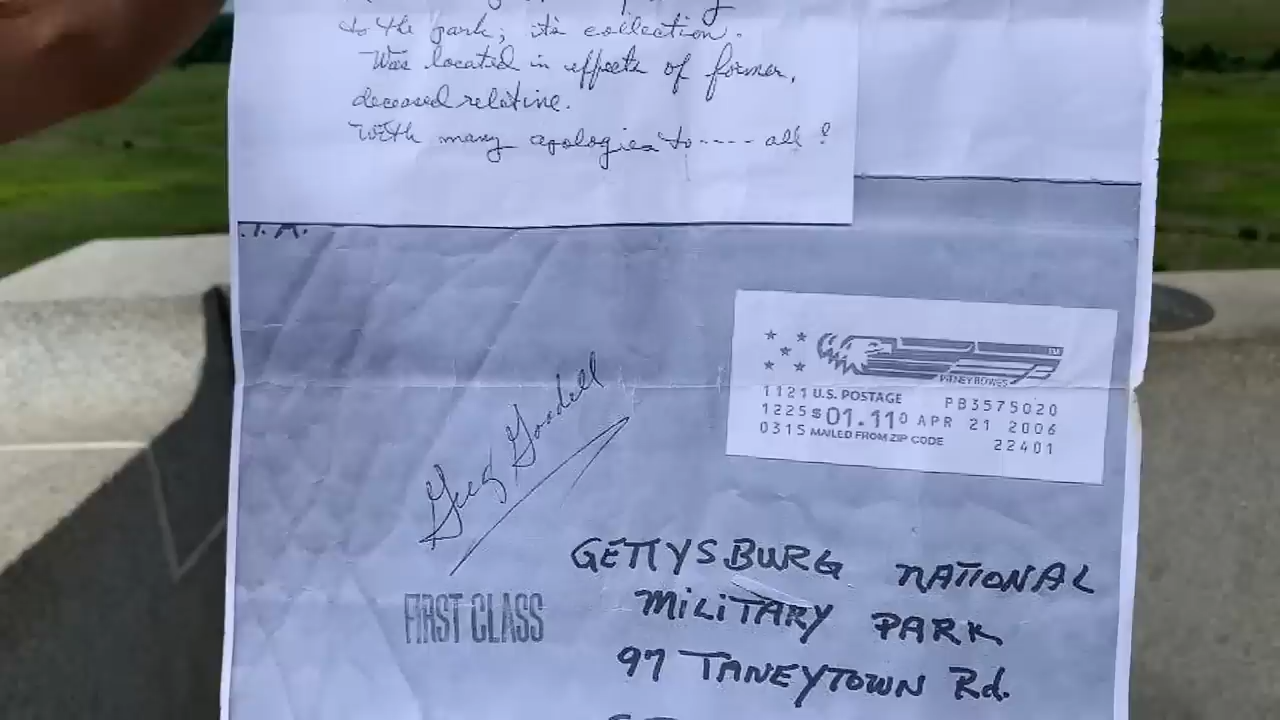 to the park; its collection.
Was located in effects of former,
deceased relative.
With many apologies to---- all!
Greg Goodell
★ ★ ★ ★ ★
PITNEY BOWES
TM
1121 U.S. POSTAGE PB3575020
1225 $ 01.11⁰ APR 21 2006
0315 MAILED FROM ZIP CODE 22401
FIRST CLASS
GETTYSBURG NATIONAL
MILITARY PARK
97 TANEYTOWN Rd.